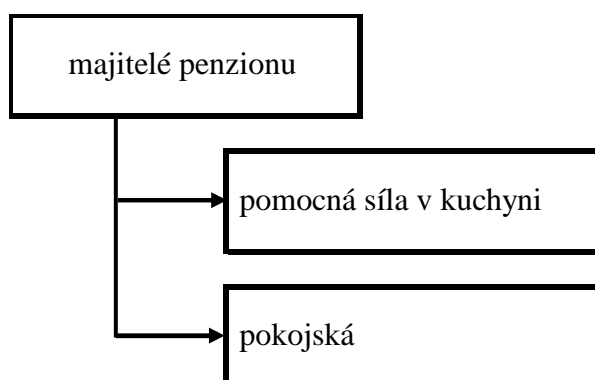 majitelé penzionu
pomocná síla v kuchyni
pokojská